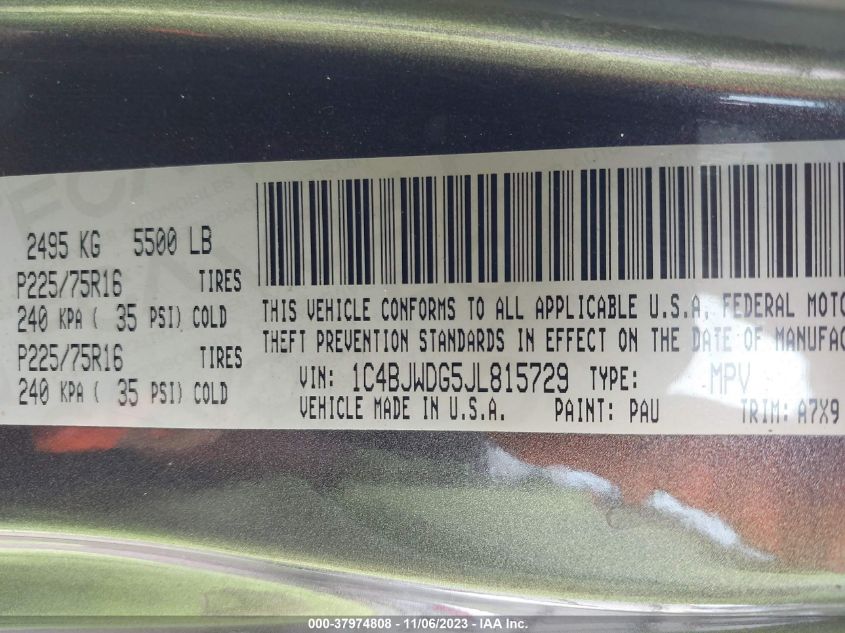 2495 KG 5500 LB
P225/75R16 TIRES
240 KPA ( 35 PSI) COLD
P225/75R16 TIRES
240 KPA ( 35 PSI) COLD
THIS VEHICLE CONFORMS TO ALL APPLICABLE U.S.A. FEDERAL MOTO
THEFT PREVENTION STANDARDS IN EFFECT ON THE DATE OF MANUFAC
VIN: 1C4BJWDG5JL815729 TYPE: MPV
VEHICLE MADE IN U.S.A. PAINT: PAU TRIM: A7X9
000-37974808 - 11/06/2023 - IAA Inc.